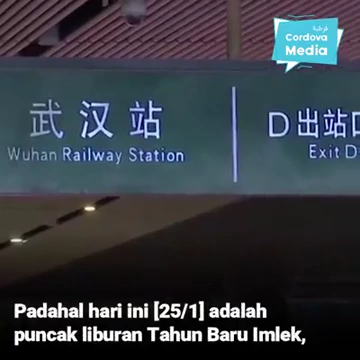 قرطبة
Cordova
Media
武汉站
Wuhan Railway Station
D出站口
Exit D
Padahal hari ini [25/1] adalah
puncak liburan Tahun Baru Imlek,